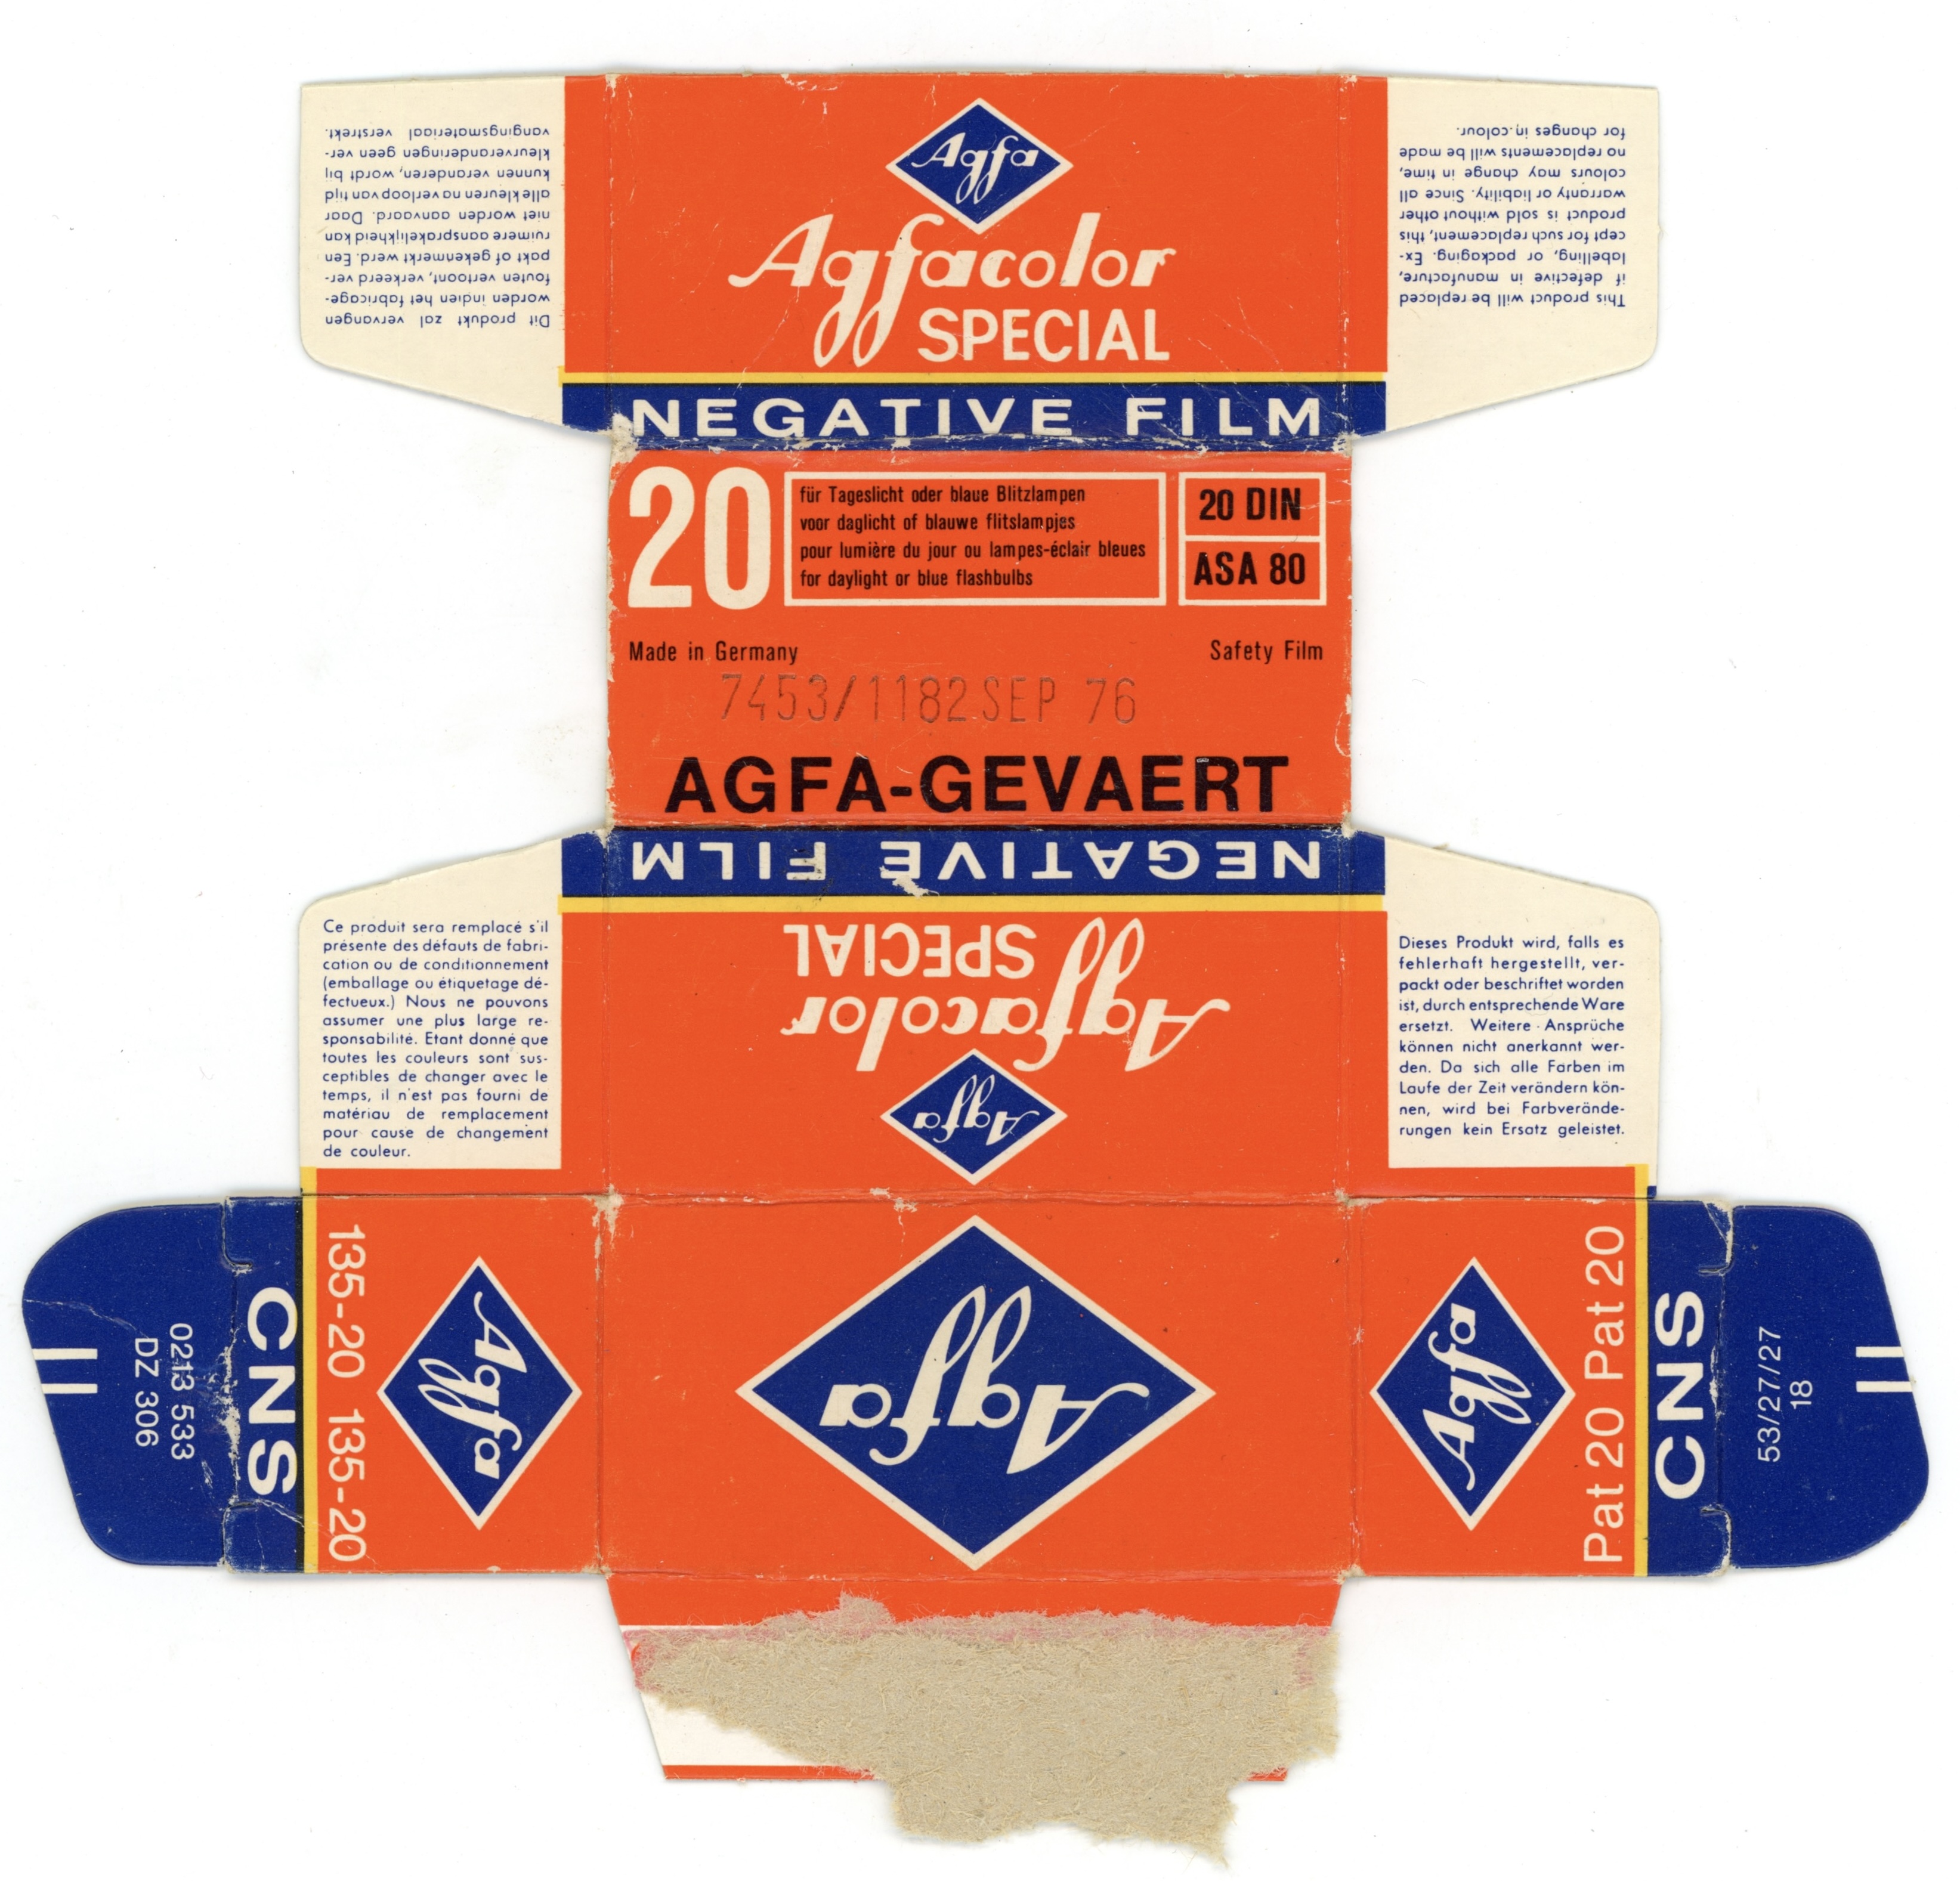 Agfa
Agfacolor
SPECIAL
NEGATIVE FILM
Dit produkt zal vervangen
worden indien het fabricage-
fouten vertoont, verkeerd ver-
pakt of gekenmerkt werd. Een
ruimere aansprakelijkheid kan
niet worden aanvaard. Daar
alle kleuren na verloop van tijd
kunnen veranderen, wordt bij
kleurveranderingen geen ver-
vangingsmateriaal verstrekt.
This product will be replaced
if defective in manufacture,
labelling, or packaging. Ex-
cept for such replacement, this
product is sold without other
warranty or liability. Since all
colours may change in time,
no replacements will be made
for changes in colour.
20
für Tageslicht oder blaue Blitzlampen
voor daglicht of blauwe flitslampjes
pour lumière du jour ou lampes-éclair bleues
for daylight or blue flashbulbs
20 DIN
ASA 80
Made in Germany
Safety Film
7453/1182 SEP 76
AGFA-GEVAERT
NEGATIVE FILM
Agfacolor
SPECIAL
Agfa
Ce produit sera remplacé s'il
présente des défauts de fabri-
cation ou de conditionnement
(emballage ou étiquetage dé-
fectueux.) Nous ne pouvons
assumer une plus large re-
sponsabilité. Etant donné que
toutes les couleurs sont sus-
ceptibles de changer avec le
temps, il n'est pas fourni de
matériau de remplacement
pour cause de changement
de couleur.
Dieses Produkt wird, falls es
fehlerhaft hergestellt, ver-
packt oder beschriftet worden
ist, durch entsprechende Ware
ersetzt. Weitere Ansprüche
können nicht anerkannt wer-
den. Da sich alle Farben im
Laufe der Zeit verändern kön-
nen, wird bei Farbverände-
rungen kein Ersatz geleistet.
0213 533
DZ 306
CNS
135-20 135-20
Agfa
Agfa
Agfa
Pat 20 Pat 20
CNS
53/27/27
18